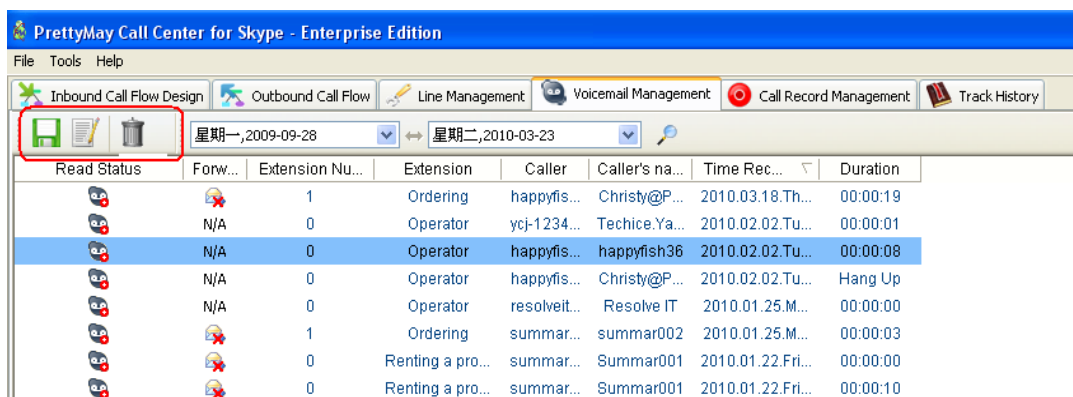 PrettyMay Call Center for Skype - Enterprise Edition
File Tools Help
Inbound Call Flow Design Outbound Call Flow Line Management Voicemail Management Call Record Management Track History
星期一,2009-09-28 星期二,2010-03-23
Read Status Forw... Extension Nu... Extension Caller Caller's na... Time Rec... Duration
1 Ordering happyfis... Christy@P... 2010.03.18.Th... 00:00:19
N/A 0 Operator ycj-1234... Techice.Ya... 2010.02.02.Tu... 00:00:01
N/A 0 Operator happyfis... happyfish36 2010.02.02.Tu... 00:00:08
N/A 0 Operator happyfis... Christy@P... 2010.02.02.Tu... Hang Up
N/A 0 Operator resolveit... Resolve IT 2010.01.25.M... 00:00:00
1 Ordering summar... summar002 2010.01.25.M... 00:00:03
0 Renting a pro... summar... Summar001 2010.01.22.Fri... 00:00:00
0 Renting a pro... summar... Summar001 2010.01.22.Fri... 00:00:10